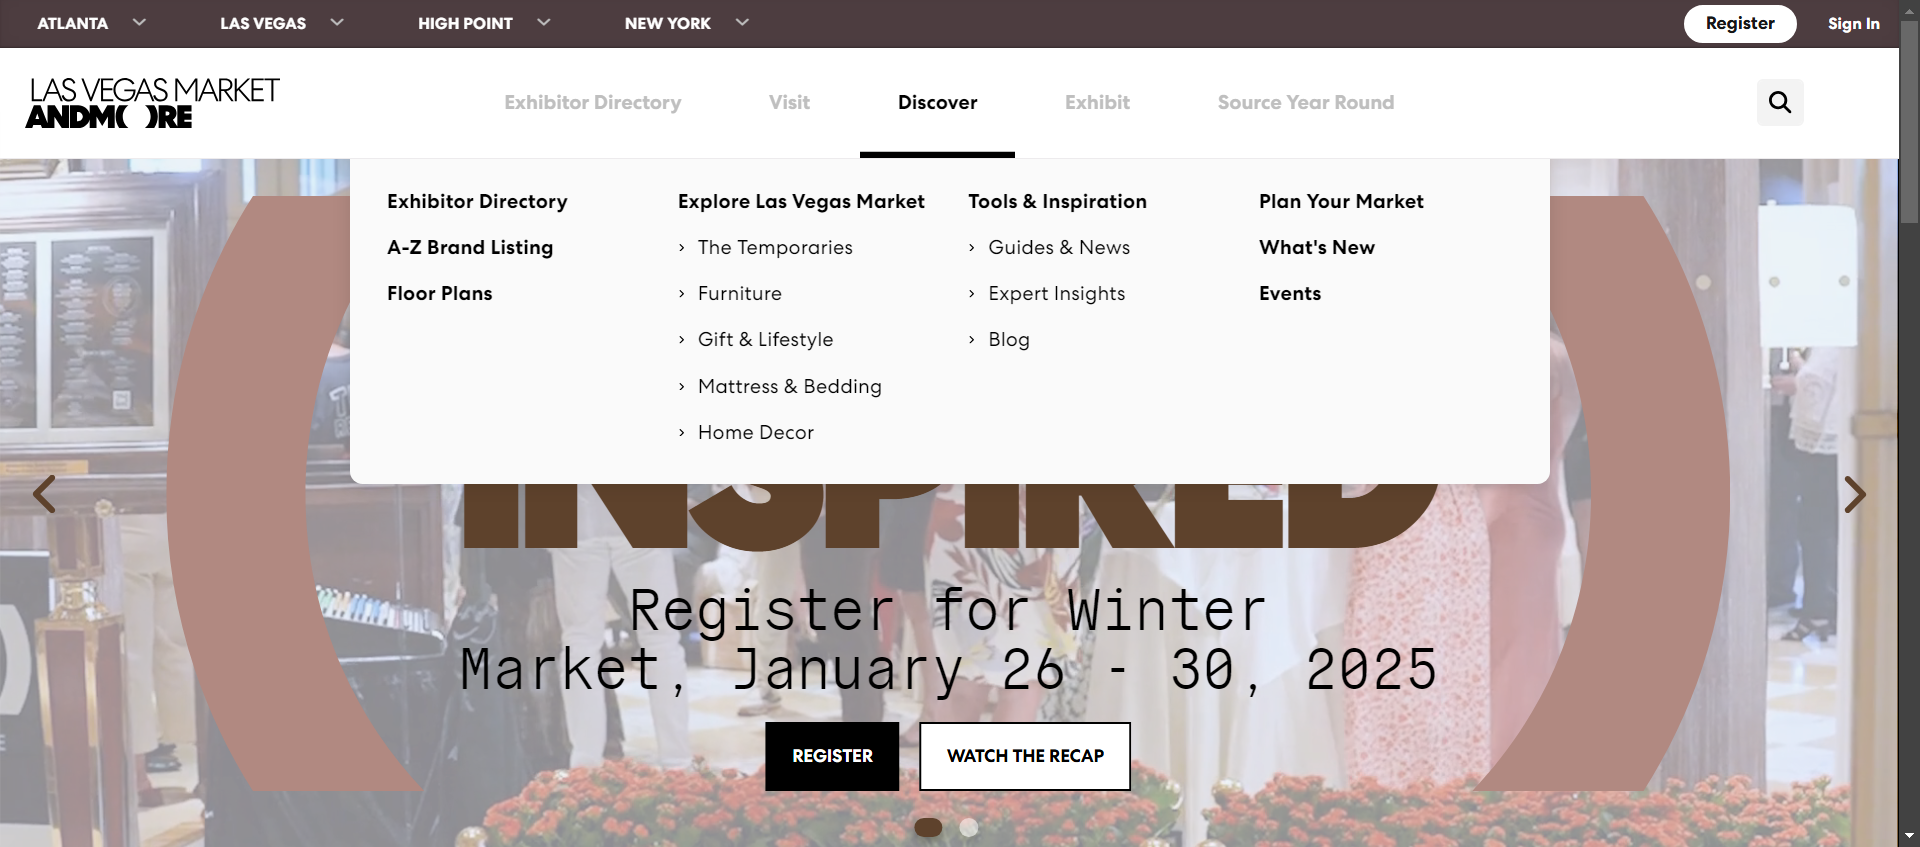 ATLANTA
LAS VEGAS
HIGH POINT
NEW YORK
Register
Sign In
LAS VEGAS MARKET
ANDMORE
Exhibitor Directory
Visit
Discover
Exhibit
Source Year Round
Exhibitor Directory
A-Z Brand Listing
Floor Plans
Explore Las Vegas Market
The Temporaries
Furniture
Gift & Lifestyle
Mattress & Bedding
Home Decor
Tools & Inspiration
Guides & News
Expert Insights
Blog
Plan Your Market
What's New
Events
INSPIRED
Register for Winter
Market, January 26 - 30, 2025
REGISTER
WATCH THE RECAP